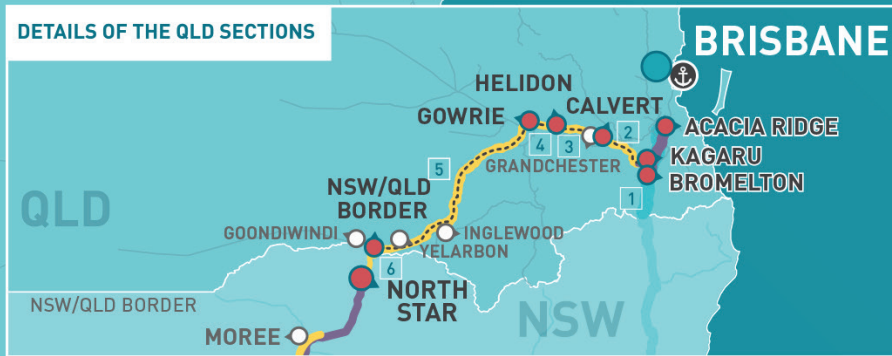 DETAILS OF THE QLD SECTIONS
BRISBANE
HELIDON
GOWRIE
CALVERT
ACACIA RIDGE
2
4
3
GRANDCHESTER
KAGARU
5
BROMELTON
NSW/QLD
BORDER
1
QLD
GOONDIWINDI
INGLEWOOD
YELARBON
6
NORTH
STAR
NSW/QLD BORDER
NSW
MOREE